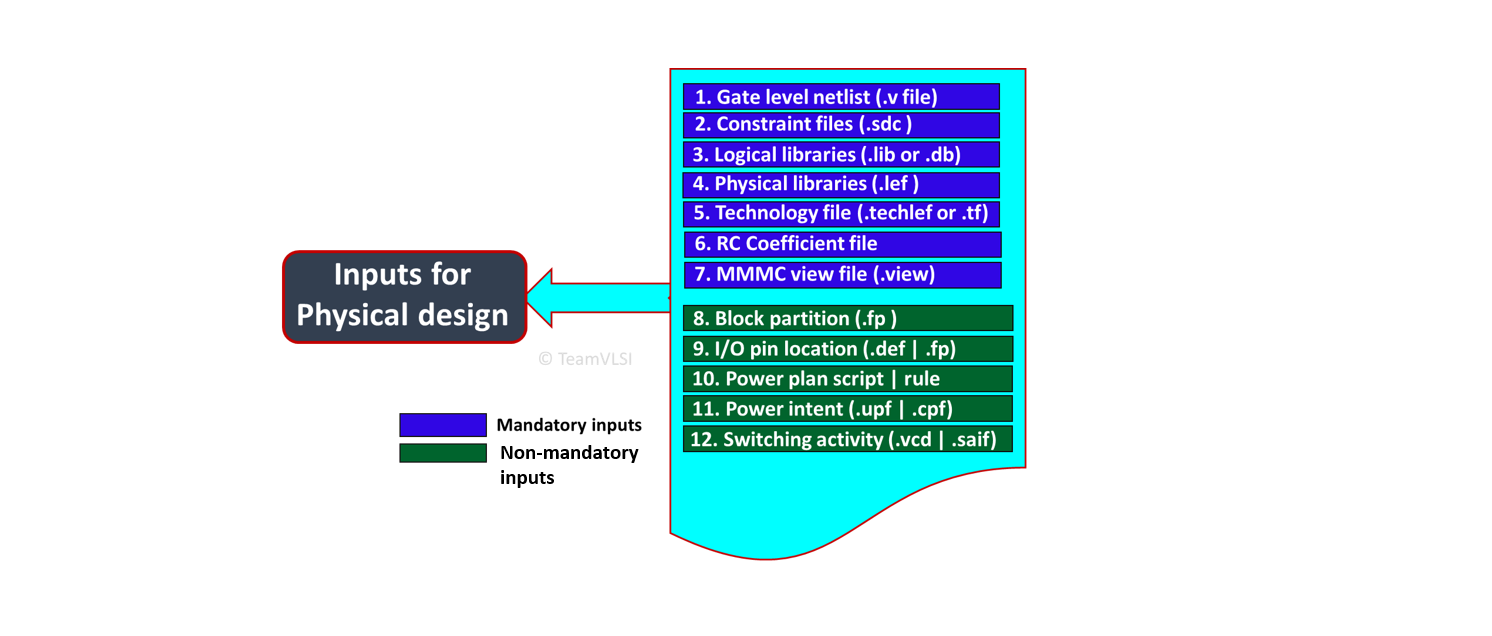 1. Gate level netlist (.v file)
2. Constraint files (.sdc )
3. Logical libraries (.lib or .db)
4. Physical libraries (.lef )
5. Technology file (.techlef or .tf)
6. RC Coefficient file
7. MMMC view file (.view)
Inputs for
Physical design
8. Block partition (.fp )
9. I/O pin location (.def | .fp)
10. Power plan script | rule
11. Power intent (.upf | .cpf)
12. Switching activity (.vcd | .saif)
© TeamVLSI
Mandatory inputs
Non-mandatory
inputs